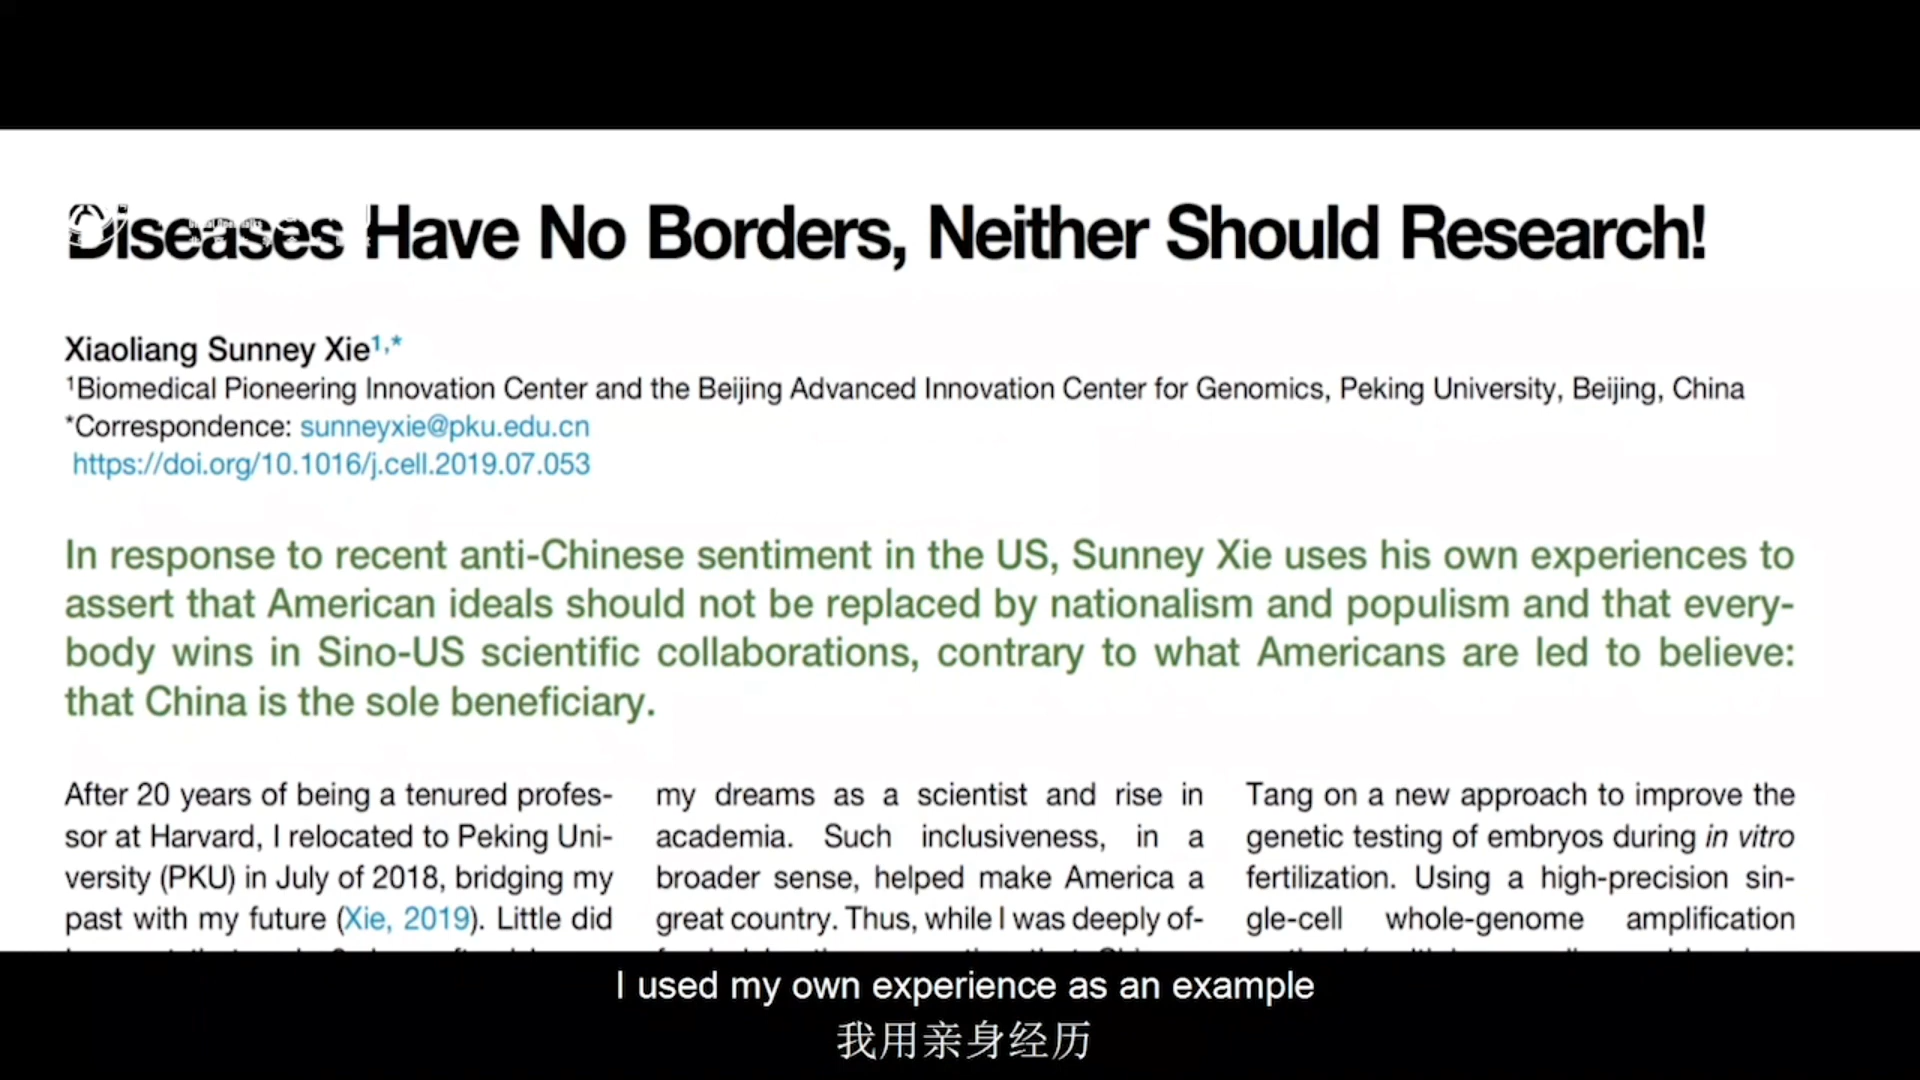 Diseases Have No Borders, Neither Should Research!
Xiaoliang Sunney Xie1,*
1Biomedical Pioneering Innovation Center and the Beijing Advanced Innovation Center for Genomics, Peking University, Beijing, China
*Correspondence: sunneyxie@pku.edu.cn
https://doi.org/10.1016/j.cell.2019.07.053
In response to recent anti-Chinese sentiment in the US, Sunney Xie uses his own experiences to
assert that American ideals should not be replaced by nationalism and populism and that every-
body wins in Sino-US scientific collaborations, contrary to what Americans are led to believe:
that China is the sole beneficiary.
After 20 years of being a tenured profes-
sor at Harvard, I relocated to Peking Uni-
versity (PKU) in July of 2018, bridging my
past with my future (Xie, 2019). Little did
my dreams as a scientist and rise in
academia. Such inclusiveness, in a
broader sense, helped make America a
great country. Thus, while I was deeply of-
Tang on a new approach to improve the
genetic testing of embryos during in vitro
fertilization. Using a high-precision sin-
gle-cell whole-genome amplification
I used my own experience as an example
我用亲身经历